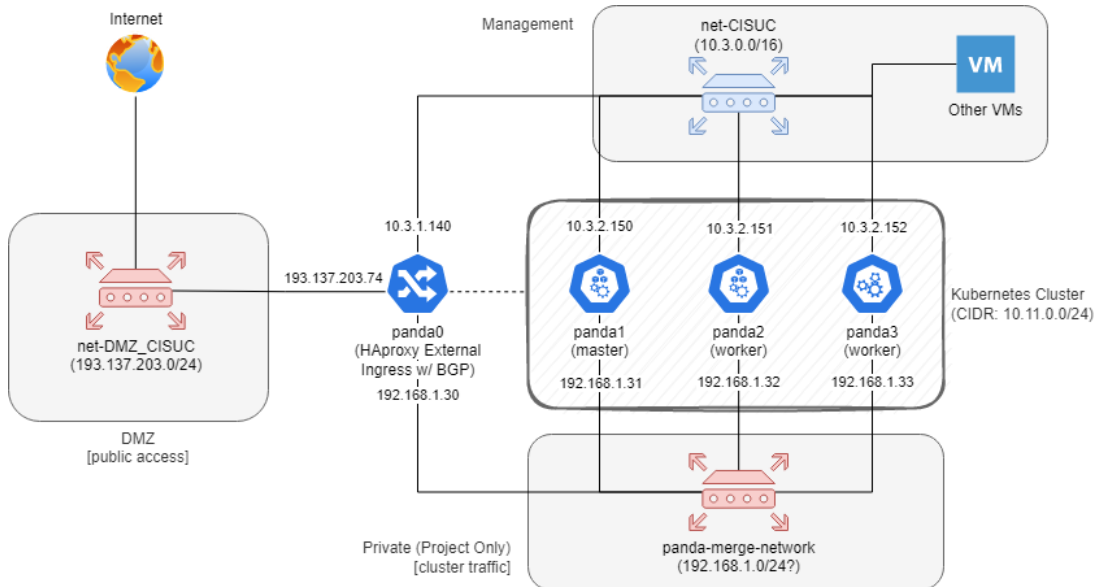 Internet
Management
net-CISUC
(10.3.0.0/16)
VM
Other VMs
10.3.1.140
10.3.2.150
10.3.2.151
10.3.2.152
193.137.203.74
net-DMZ_CISUC
(193.137.203.0/24)
panda0
(HAproxy External
Ingress w/ BGP)
192.168.1.30
panda1
(master)
192.168.1.31
panda2
(worker)
192.168.1.32
panda3
(worker)
192.168.1.33
Kubernetes Cluster
(CIDR: 10.11.0.0/24)
DMZ
[public access]
Private (Project Only)
[cluster traffic]
panda-merge-network
(192.168.1.0/24?)